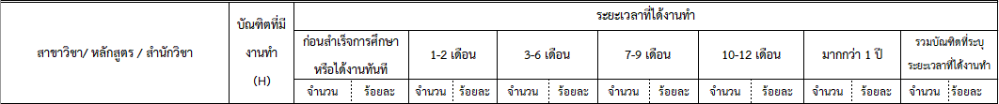 ระยะเวลาที่ได้งานทำ
สาขาวิชา/ หลักสูตร / สำนักวิชา
บัณฑิตที่มี
งานทำ
(H)
ก่อนสำเร็จการศึกษา
หรือได้งานทันที
1-2 เดือน
3-6 เดือน
7-9 เดือน
10-12 เดือน
มากกว่า 1 ปี
รวมบัณฑิตที่ระบุ
ระยะเวลาที่ได้งานทำ
จำนวน ร้อยละ จำนวน ร้อยละ จำนวน ร้อยละ จำนวน ร้อยละ จำนวน ร้อยละ จำนวน ร้อยละ จำนวน ร้อยละ